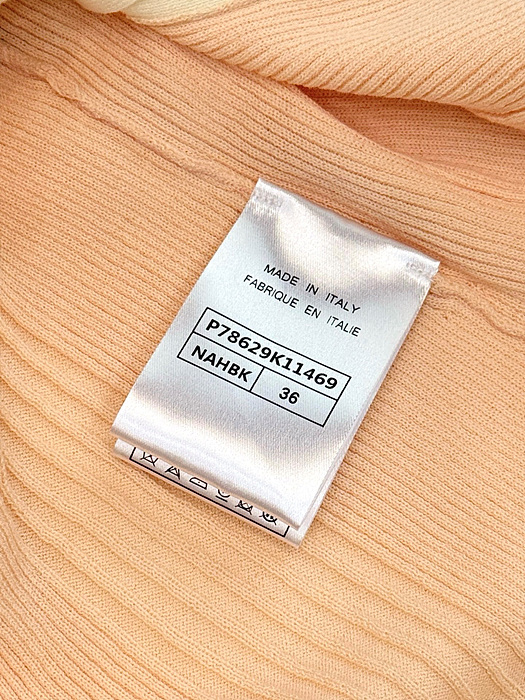 MADE IN ITALY
FABRIQUE EN ITALIE
P78629K11469
NAHBK 36